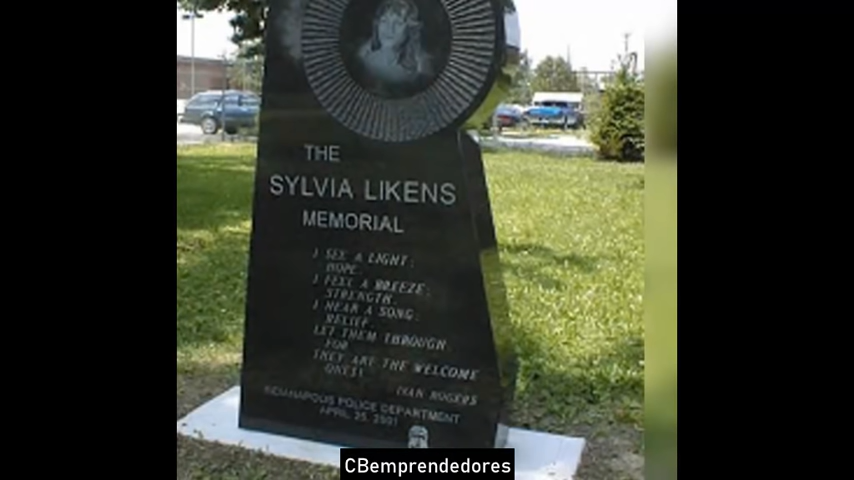 THE
SYLVIA LIKENS
MEMORIAL
I SEE A LIGHT:
HOPE.
I FEEL A BREEZE:
STRENGTH.
I HEAR A SONG:
RELIEF.
LET THEM THROUGH
FOR
THEY ARE THE WELCOME
ONES!
IVAN ROGERS
INDIANAPOLIS POLICE DEPARTMENT
APRIL 25, 2001
CBemprendedores